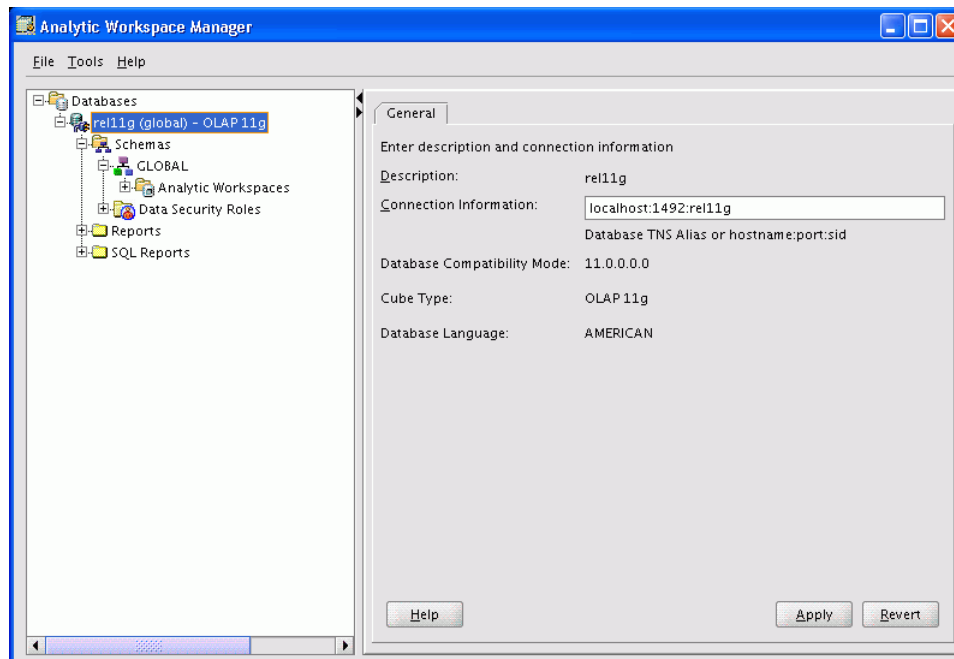 Analytic Workspace Manager
File Tools Help
Databases
rel11g (global) - OLAP 11g
Schemas
GLOBAL
Analytic Workspaces
Data Security Roles
Reports
SQL Reports
General
Enter description and connection information
Description: rel11g
Connection Information: localhost:1492:rel11g
Database TNS Alias or hostname:port:sid
Database Compatibility Mode: 11.0.0.0.0
Cube Type: OLAP 11g
Database Language: AMERICAN
Help Apply Revert